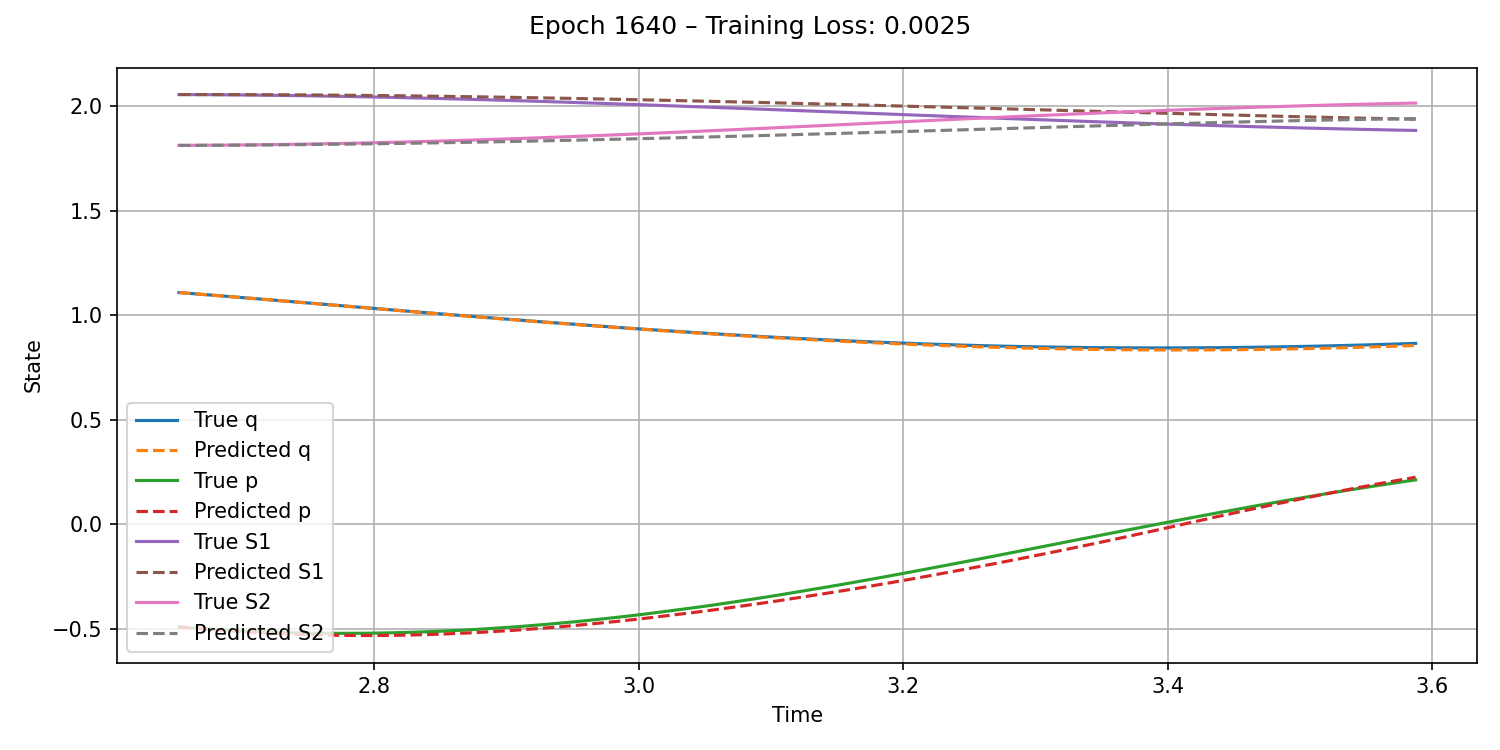 Epoch 1640 – Training Loss: 0.0025
2.0
1.5
1.0
0.5
0.0
−0.5
State
True q
Predicted q
True p
Predicted p
True S1
Predicted S1
True S2
Predicted S2
2.8 3.0 3.2 3.4 3.6
Time